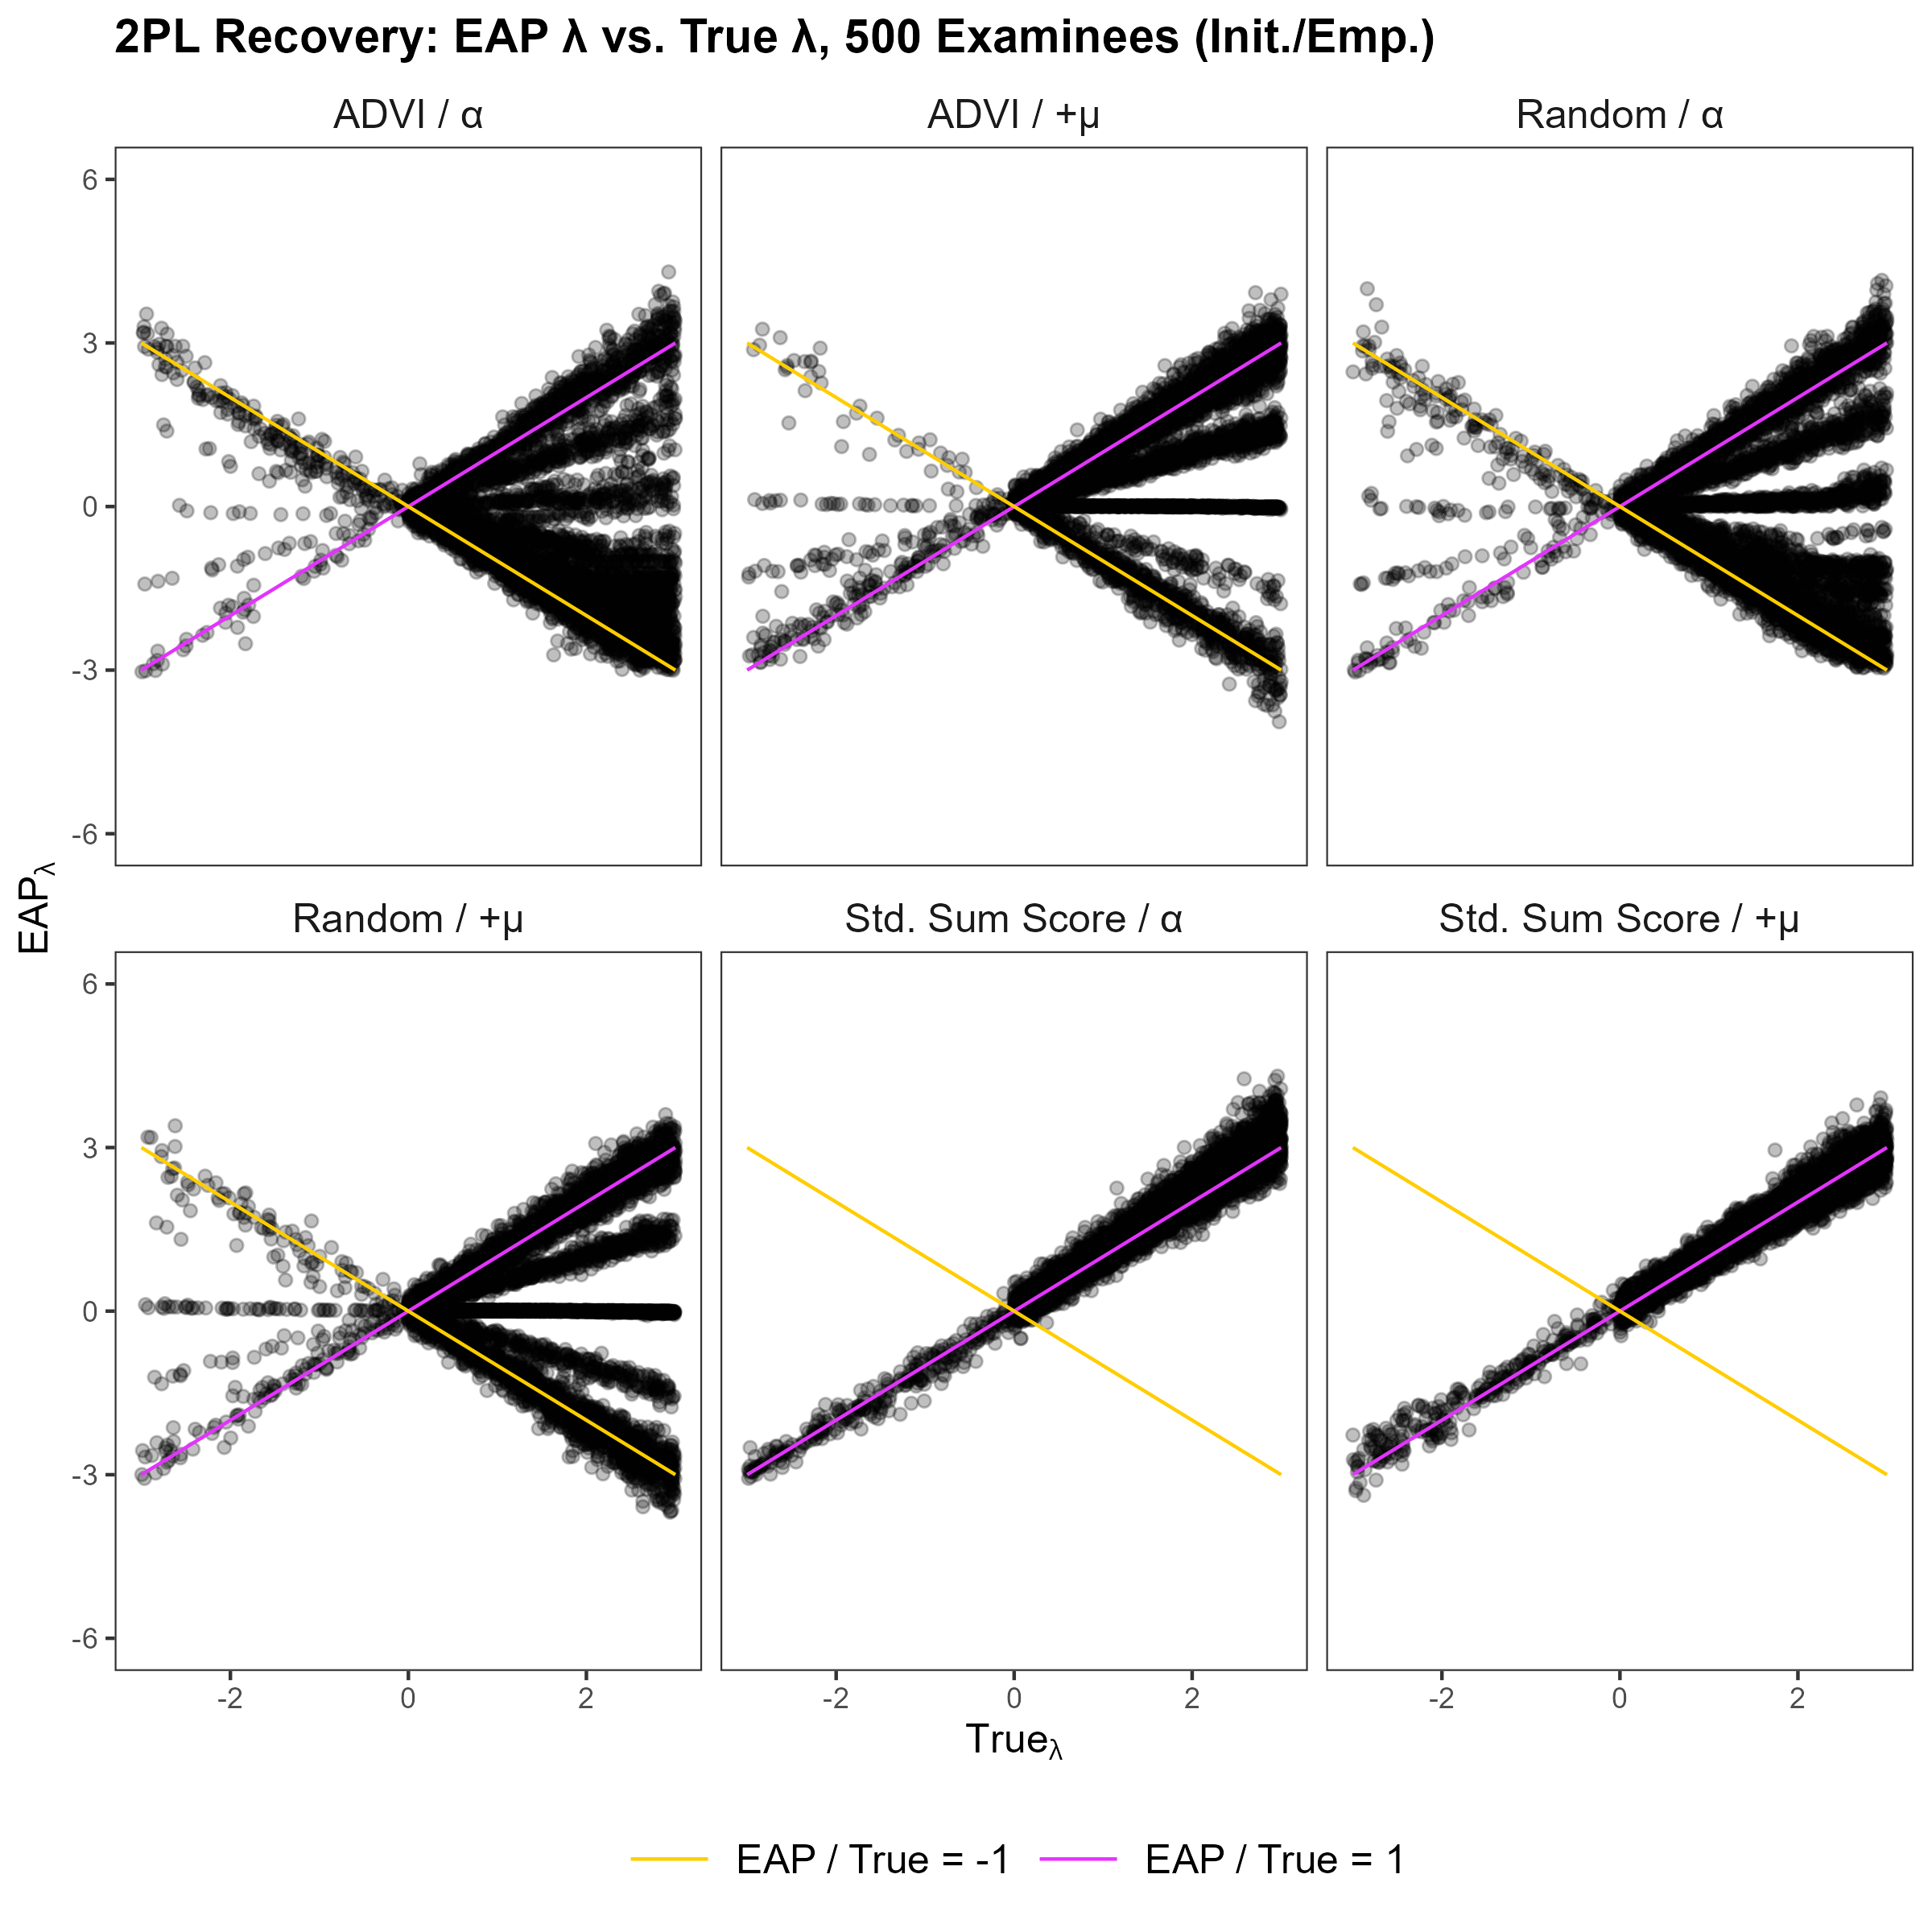 2PL Recovery: EAP λ vs. True λ, 500 Examinees (Init./Emp.)
ADVI / α
ADVI / +μ
Random / α
6
3
0
-3
-6
EAPλ
Random / +μ
Std. Sum Score / α
Std. Sum Score / +μ
6
3
0
-3
-6
-2 0 2
-2 0 2
-2 0 2
Trueλ
EAP / True = -1
EAP / True = 1